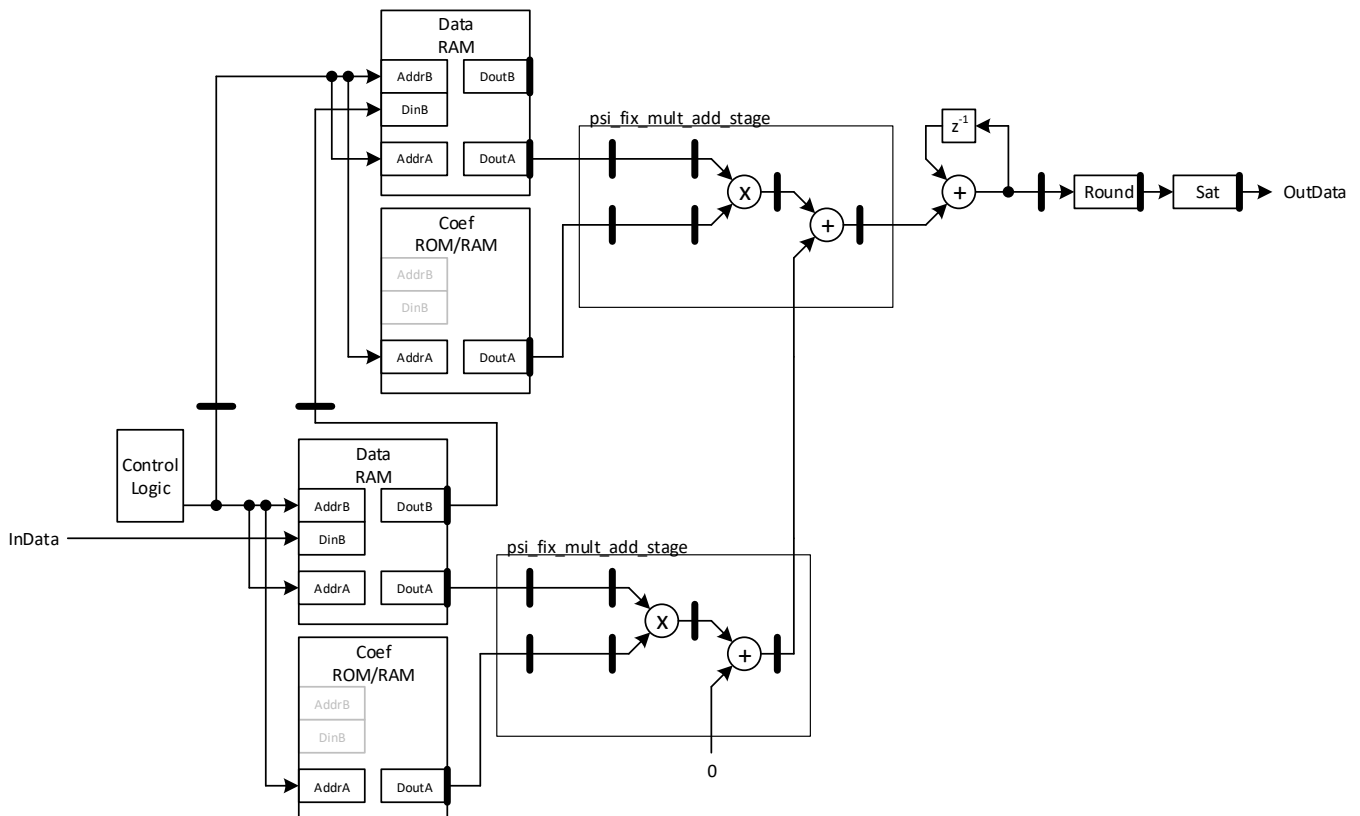 Data
RAM
AddrB
DoutB
DinB
AddrA
DoutA
psi_fix_mult_add_stage
x
+
z-1
+
Round
Sat
OutData
Coef
ROM/RAM
AddrB
DinB
AddrA
DoutA
Control
Logic
InData
Data
RAM
AddrB
DoutB
DinB
AddrA
DoutA
psi_fix_mult_add_stage
x
+
0
Coef
ROM/RAM
AddrB
DinB
AddrA
DoutA